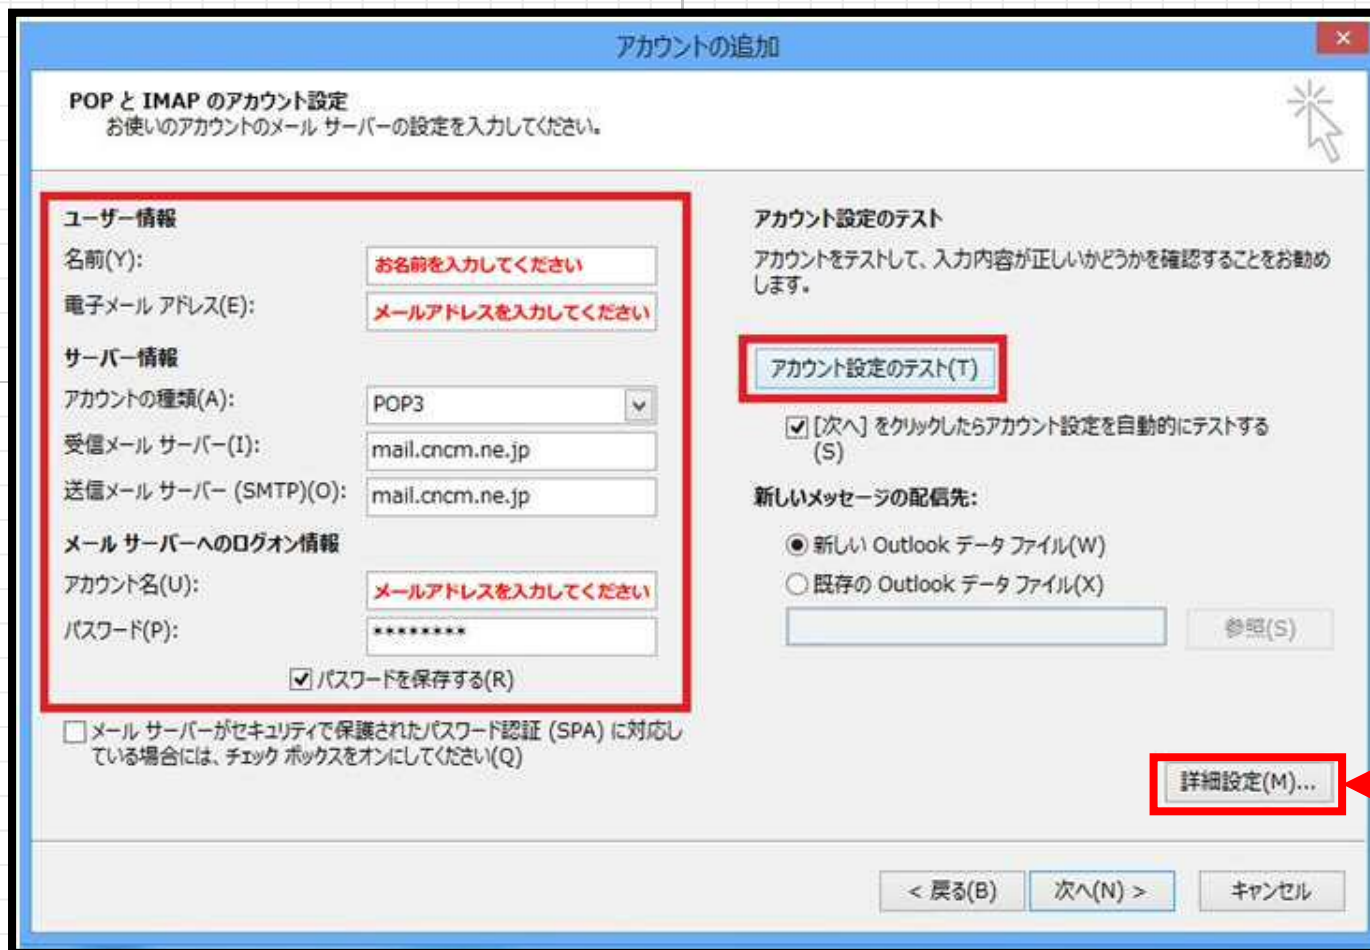 アカウントの追加
POP と IMAP のアカウント設定
お使いのアカウントのメール サーバーの設定を入力してください。
ユーザー情報
名前(Y):
お名前を入力してください
電子メール アドレス(E):
メールアドレスを入力してください
サーバー情報
アカウントの種類(A):
POP3
受信メール サーバー(I):
mail.cncm.ne.jp
送信メール サーバー (SMTP)(O):
mail.cncm.ne.jp
メール サーバーへのログオン情報
アカウント名(U):
メールアドレスを入力してください
パスワード(P):
********
パスワードを保存する(R)
メール サーバーがセキュリティで保護されたパスワード認証 (SPA) に対応し
ている場合には、チェック ボックスをオンにしてください(Q)
アカウント設定のテスト
アカウントをテストして、入力内容が正しいかどうかを確認することをお勧め
します。
アカウント設定のテスト(T)
[次へ] をクリックしたらアカウント設定を自動的にテストする
(S)
新しいメッセージの配信先:
新しい Outlook データ ファイル(W)
既存の Outlook データ ファイル(X)
参照(S)
詳細設定(M)...
< 戻る(B)
次へ(N) >
キャンセル